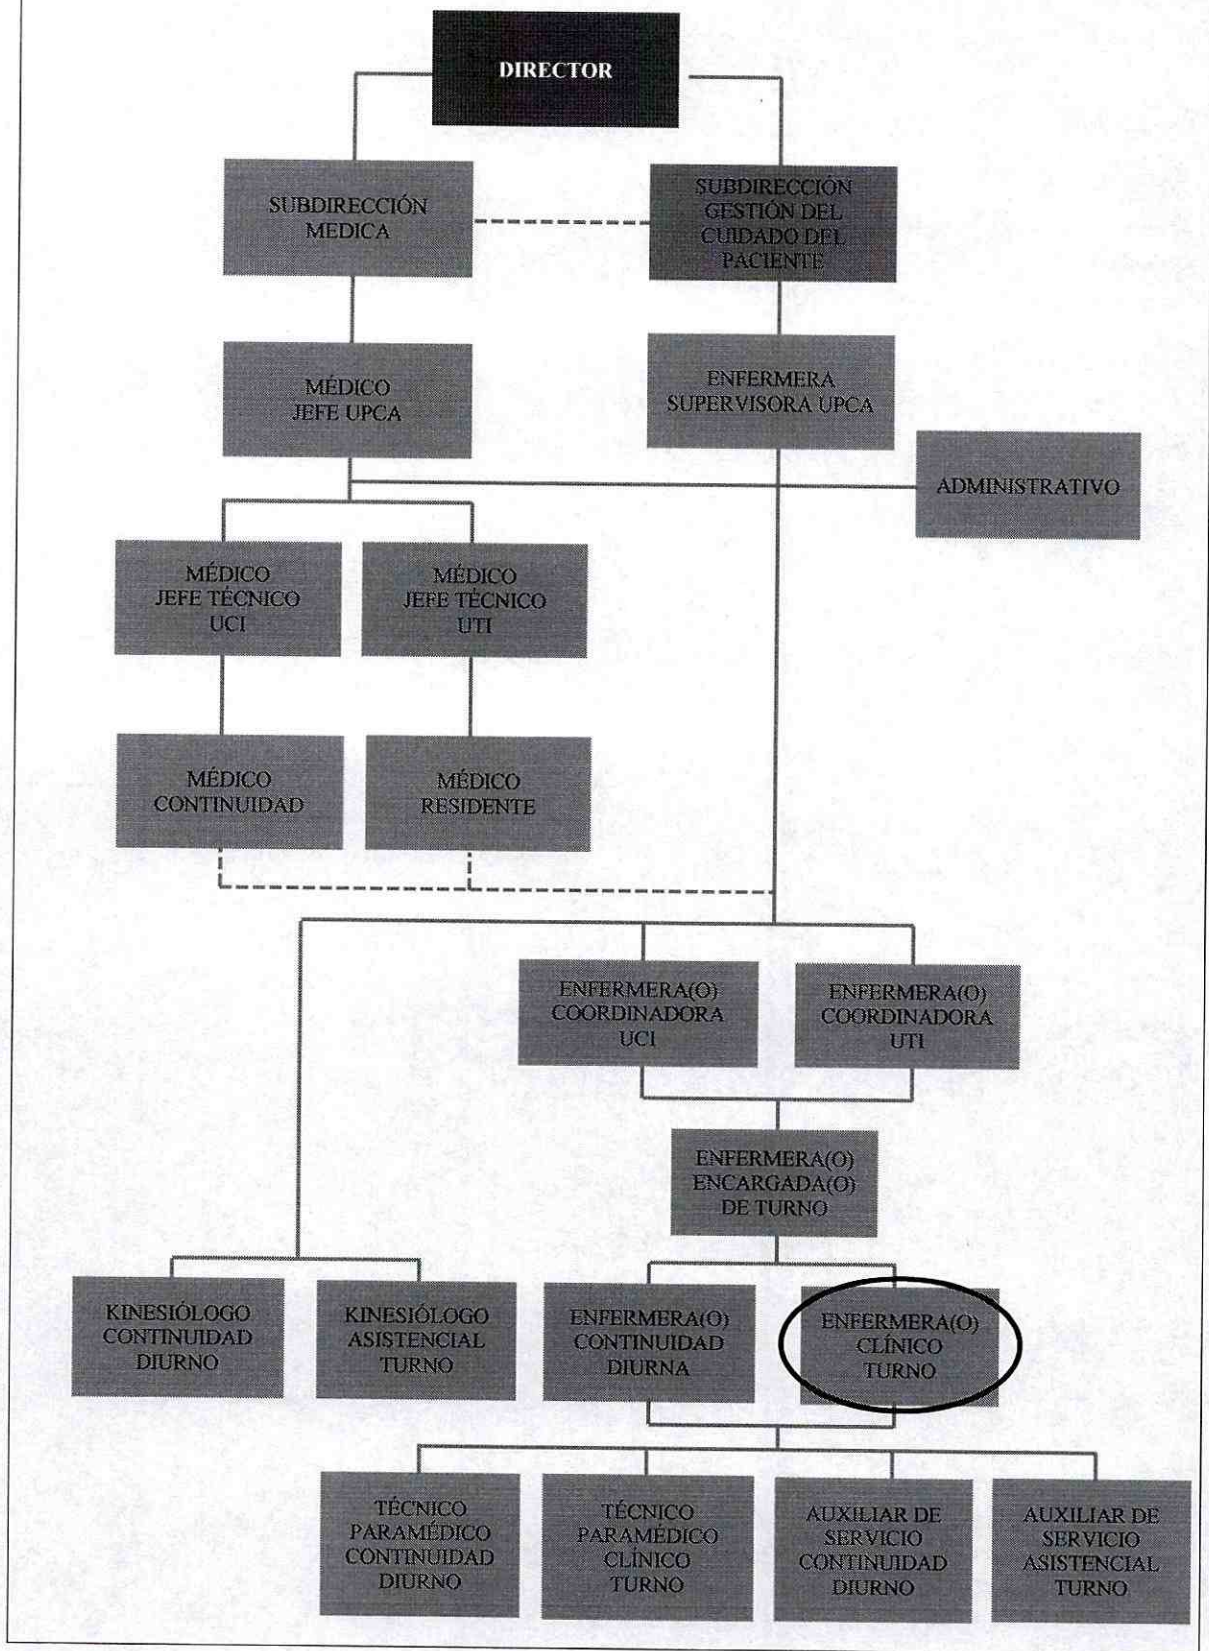 DIRECTOR
SUBDIRECCIÓN
MEDICA
SUBDIRECCIÓN
GESTIÓN DEL
CUIDADO DEL
PACIENTE
MÉDICO
JEFE UPCA
ENFERMERA
SUPERVISORA UPCA
ADMINISTRATIVO
MÉDICO
JEFE TÉCNICO
UCI
MÉDICO
JEFE TÉCNICO
UTI
MÉDICO
CONTINUIDAD
MÉDICO
RESIDENTE
ENFERMERA(O)
COORDINADORA
UCI
ENFERMERA(O)
COORDINADORA
UTI
ENFERMERA(O)
ENCARGADA(O)
DE TURNO
KINESIÓLOGO
CONTINUIDAD
DIURNO
KINESIÓLOGO
ASISTENCIAL
TURNO
ENFERMERA(O)
CONTINUIDAD
DIURNA
ENFERMERA(O)
CLÍNICO
TURNO
TÉCNICO
PARAMÉDICO
CONTINUIDAD
DIURNO
TÉCNICO
PARAMÉDICO
CLÍNICO
TURNO
AUXILIAR DE
SERVICIO
CONTINUIDAD
DIURNO
AUXILIAR DE
SERVICIO
ASISTENCIAL
TURNO